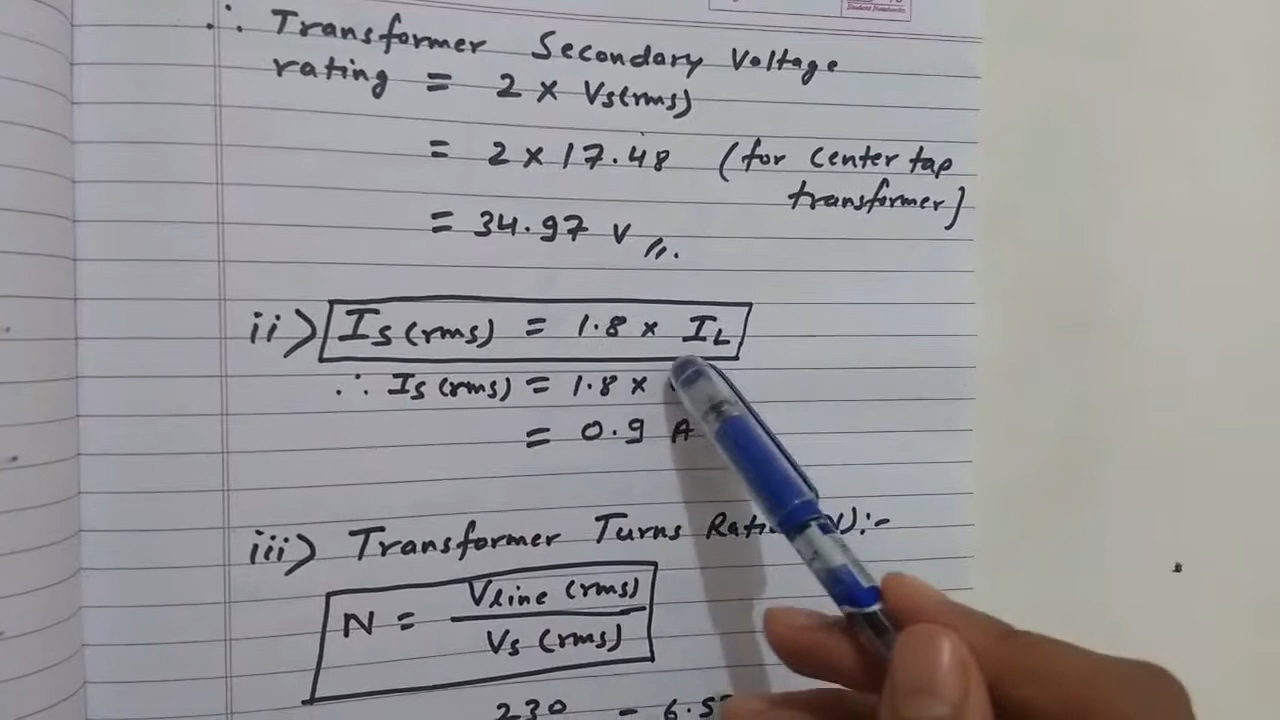 ∴ Transformer Secondary Voltage
rating = 2 × Vs(rms)
= 2 × 17.48 (for center tap
transformer)
= 34.97 V
ii) Is(rms) = 1.8 × IL
∴ Is(rms) = 1.8 ×
= 0.9 A
iii) Transformer Turns :-
N = Vline (rms)
Vs (rms)
230 =